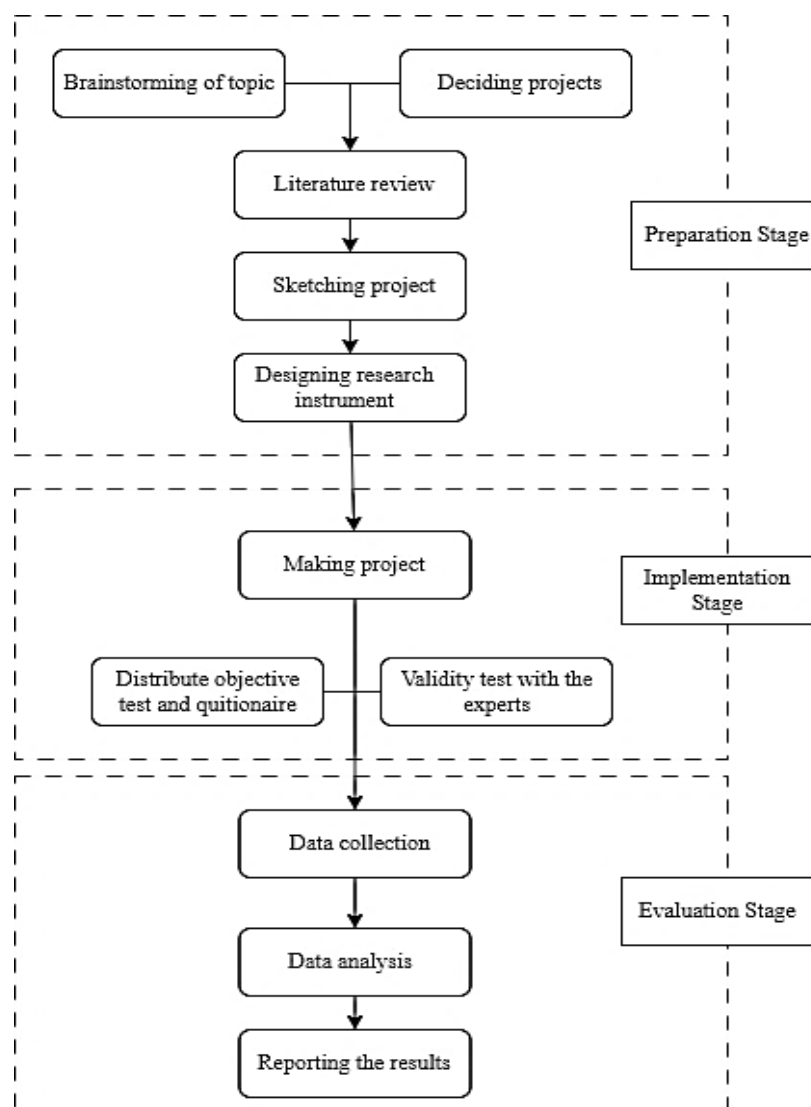 Brainstorming of topic
Deciding projects
Literature review
Preparation Stage
Sketching project
Designing research
instrument
Making project
Implementation
Stage
Distribute objective
test and quitionaire
Validity test with the
experts
Data collection
Evaluation Stage
Data analysis
Reporting the results